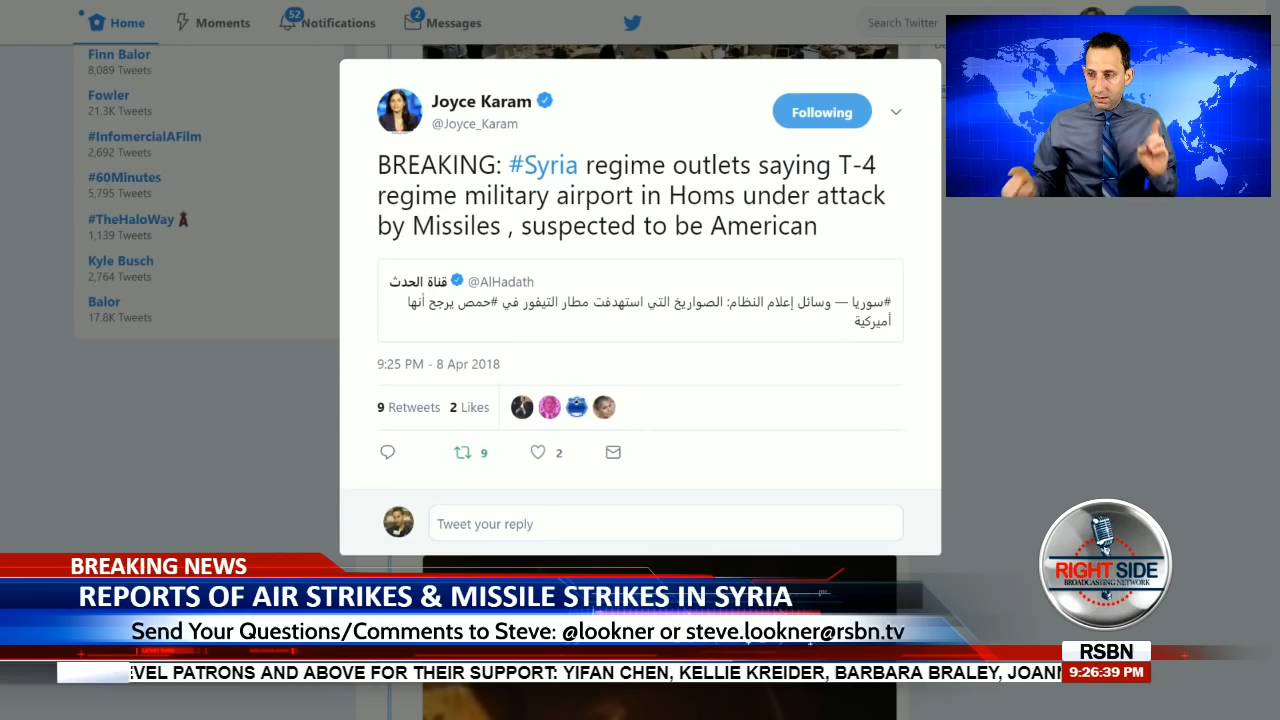 Home
Moments
52
Notifications
2
Messages
Search Twitter
Finn Balor
8,089 Tweets
Fowler
21.3K Tweets
#InfomercialAFilm
2,692 Tweets
#60Minutes
5,795 Tweets
#TheHaloWay
1,139 Tweets
Kyle Busch
2,764 Tweets
Balor
17.8K Tweets
Joyce Karam
@Joyce_Karam
Following
BREAKING: #Syria regime outlets saying T-4
regime military airport in Homs under attack
by Missiles , suspected to be American
قناة الحدث @AlHadath
#سوريا — وسائل إعلام النظام: الصواريخ التي استهدفت مطار التيفور في #حمص يرجح أنها
أميركية
9:25 PM - 8 Apr 2018
9 Retweets 2 Likes
9
2
Tweet your reply
BREAKING NEWS
REPORTS OF AIR STRIKES & MISSILE STRIKES IN SYRIA
Send Your Questions/Comments to Steve: @lookner or steve.lookner@rsbn.tv
RIGHT SIDE
BROADCASTING NETWORK
RSBN
9:26:39 PM
EVEL PATRONS AND ABOVE FOR THEIR SUPPORT: YIFAN CHEN, KELLIE KREIDER, BARBARA BRALEY, JOAN